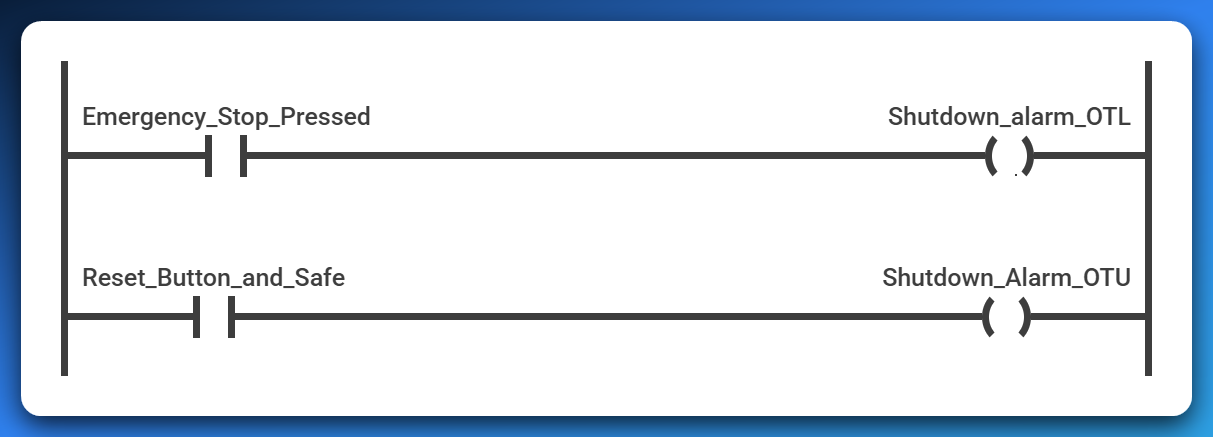 Emergency_Stop_Pressed
Shutdown_alarm_OTL
Reset_Button_and_Safe
Shutdown_Alarm_OTU